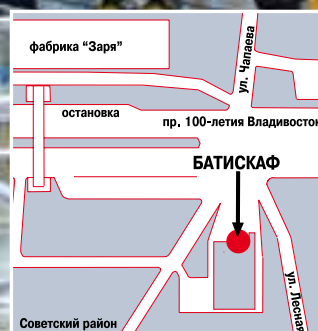 фабрика "Заря"
ул. Чапаева
остановка
пр. 100-летия Владивосток
БАТИСКАФ
ул. Лесная
Советский район